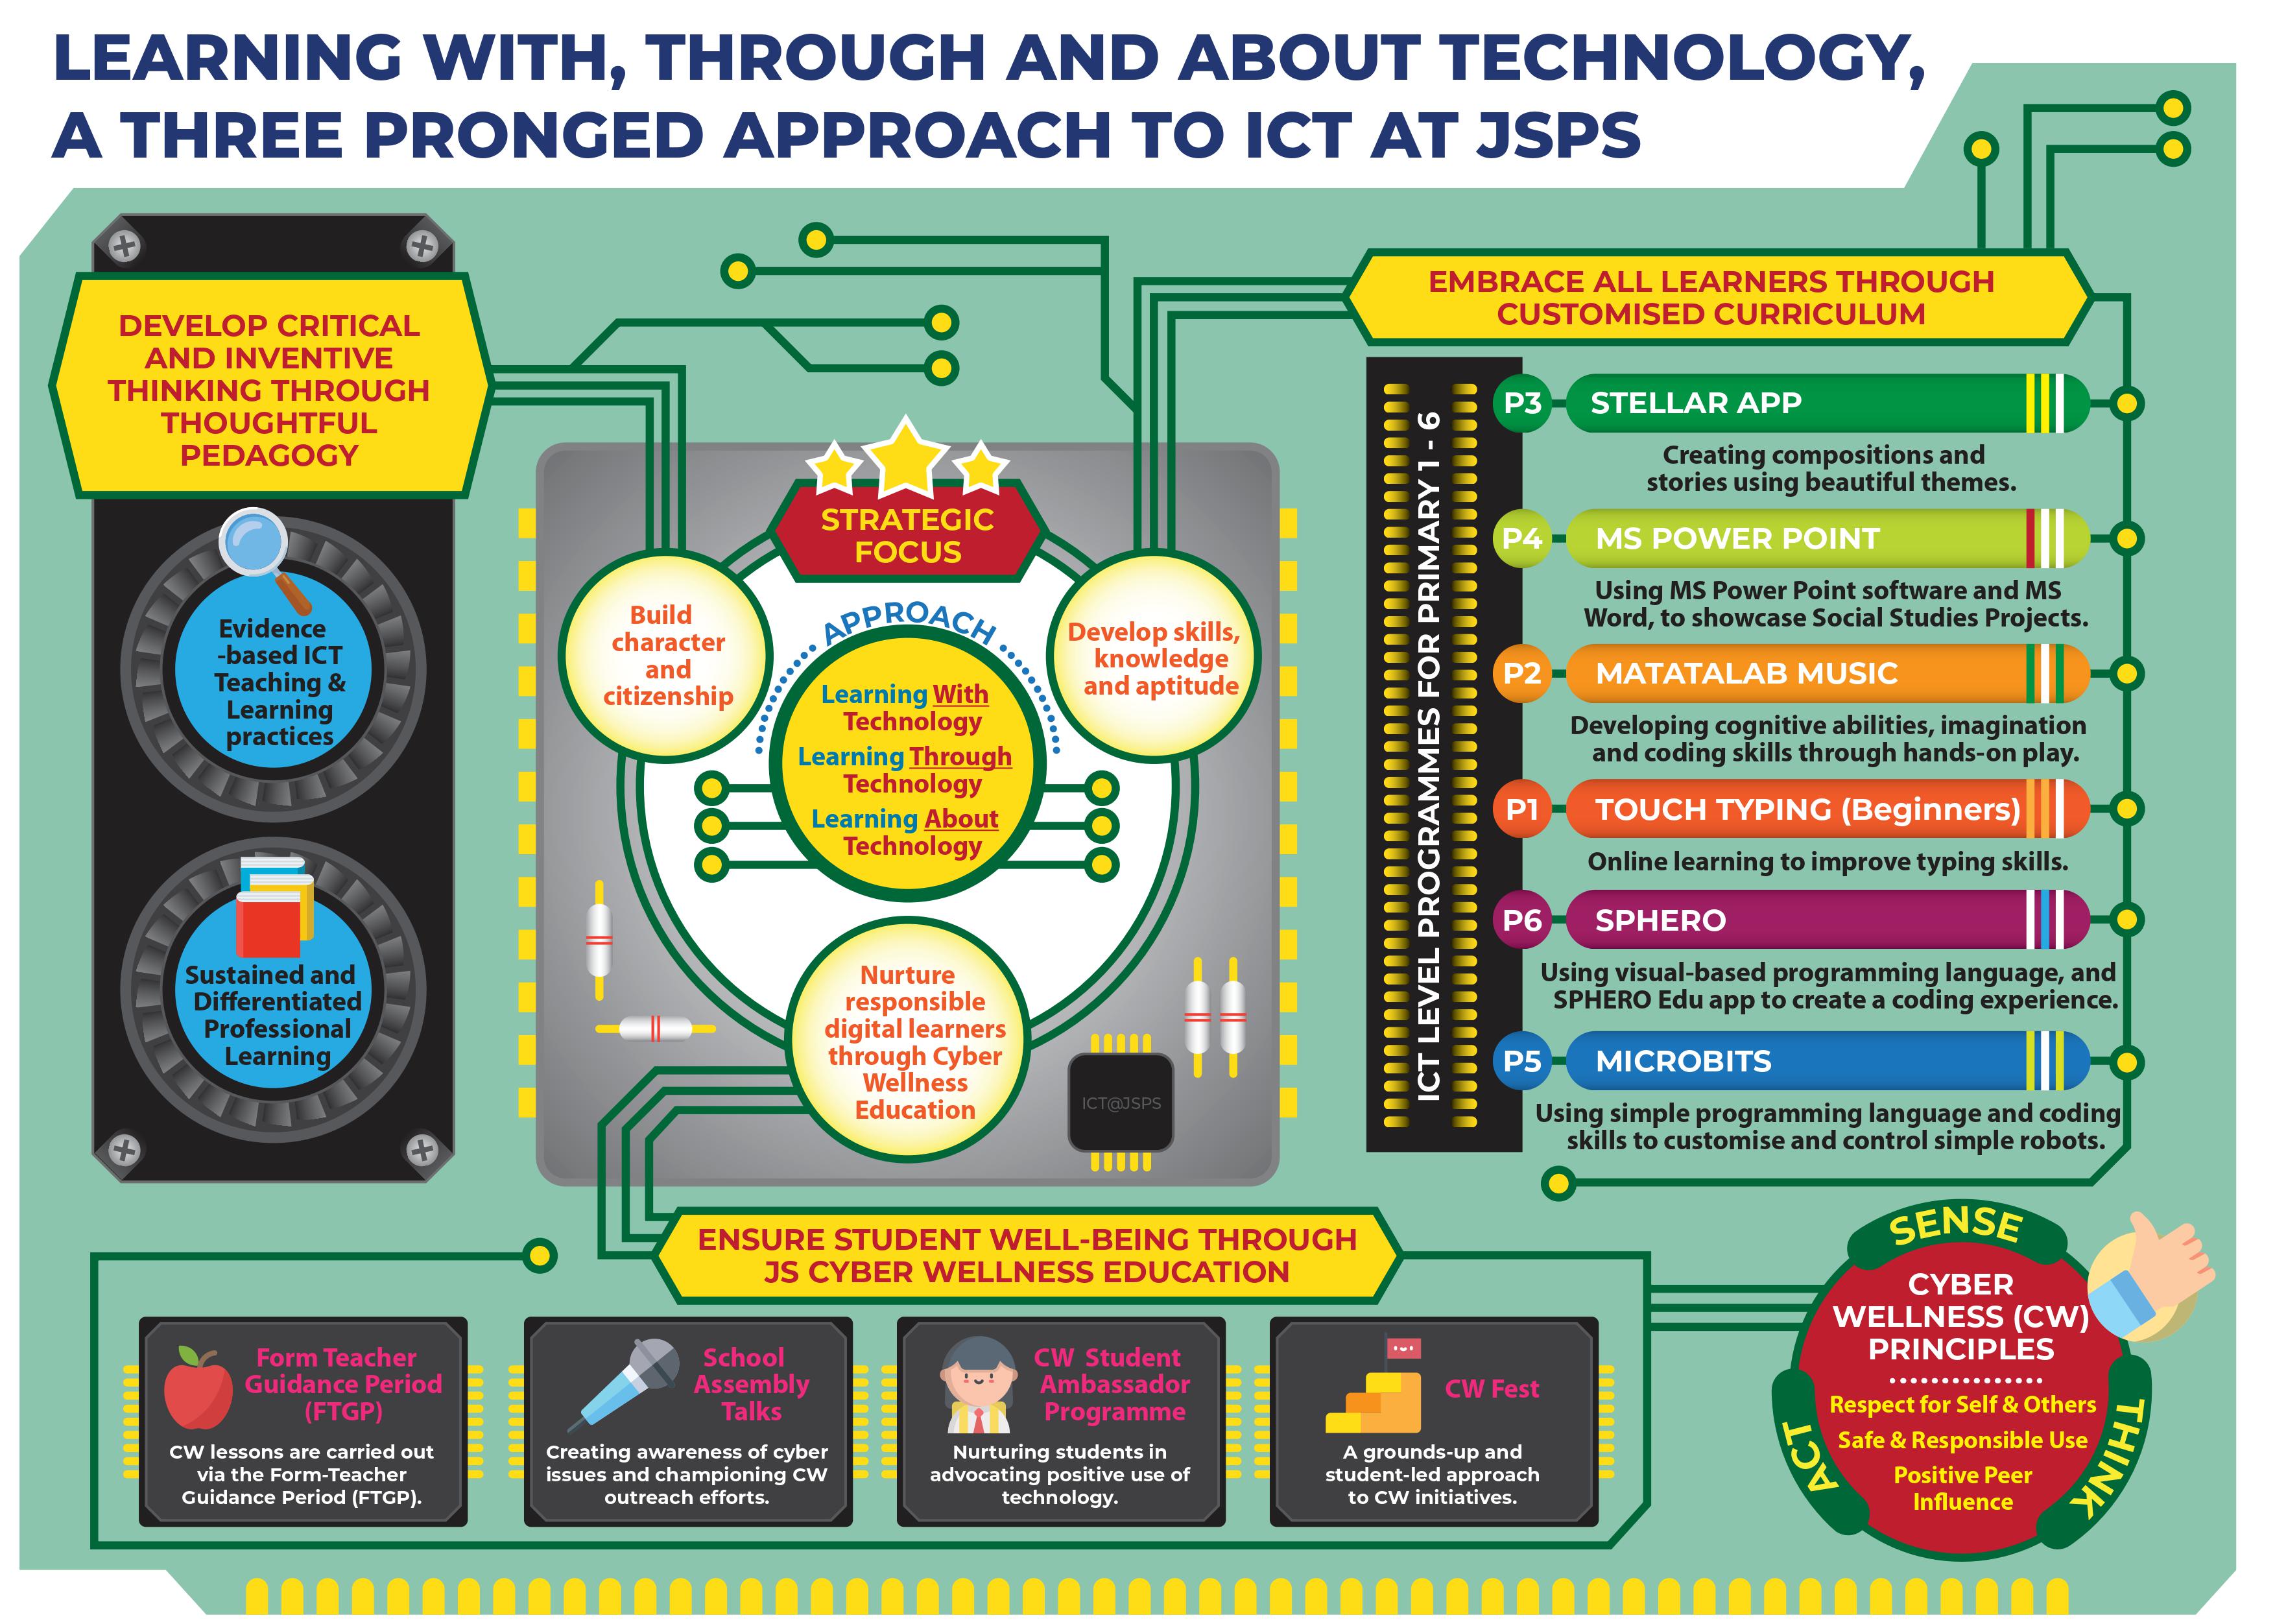 LEARNING WITH, THROUGH AND ABOUT TECHNOLOGY,
A THREE PRONGED APPROACH TO ICT AT JSPS
DEVELOP CRITICAL
AND INVENTIVE
THINKING THROUGH
THOUGHTFUL
PEDAGOGY
Evidence
-based ICT
Teaching &
Learning
practices
Sustained and
Differentiated
Professional
Learning
STRATEGIC
FOCUS
Build
character
and
citizenship
Develop skills,
knowledge
and aptitude
APPROACH
Learning With
Technology
Learning Through
Technology
Learning About
Technology
Nurture
responsible
digital learners
through Cyber
Wellness
Education
ICT@JSPS
EMBRACE ALL LEARNERS THROUGH
CUSTOMISED CURRICULUM
ICT LEVEL PROGRAMMES FOR PRIMARY 1 - 6
P3 STELLAR APP
Creating compositions and
stories using beautiful themes.
P4 MS POWER POINT
Using MS Power Point software and MS
Word, to showcase Social Studies Projects.
P2 MATATALAB MUSIC
Developing cognitive abilities, imagination
and coding skills through hands-on play.
P1 TOUCH TYPING (Beginners)
Online learning to improve typing skills.
P6 SPHERO
Using visual-based programming language, and
SPHERO Edu app to create a coding experience.
P5 MICROBITS
Using simple programming language and coding
skills to customise and control simple robots.
ENSURE STUDENT WELL-BEING THROUGH
JS CYBER WELLNESS EDUCATION
Form Teacher
Guidance Period
(FTGP)
CW lessons are carried out
via the Form-Teacher
Guidance Period (FTGP).
School
Assembly
Talks
Creating awareness of cyber
issues and championing CW
outreach efforts.
CW Student
Ambassador
Programme
Nurturing students in
advocating positive use of
technology.
CW Fest
A grounds-up and
student-led approach
to CW initiatives.
SENSE
THINK
ACT
CYBER
WELLNESS (CW)
PRINCIPLES
Respect for Self & Others
Safe & Responsible Use
Positive Peer
Influence